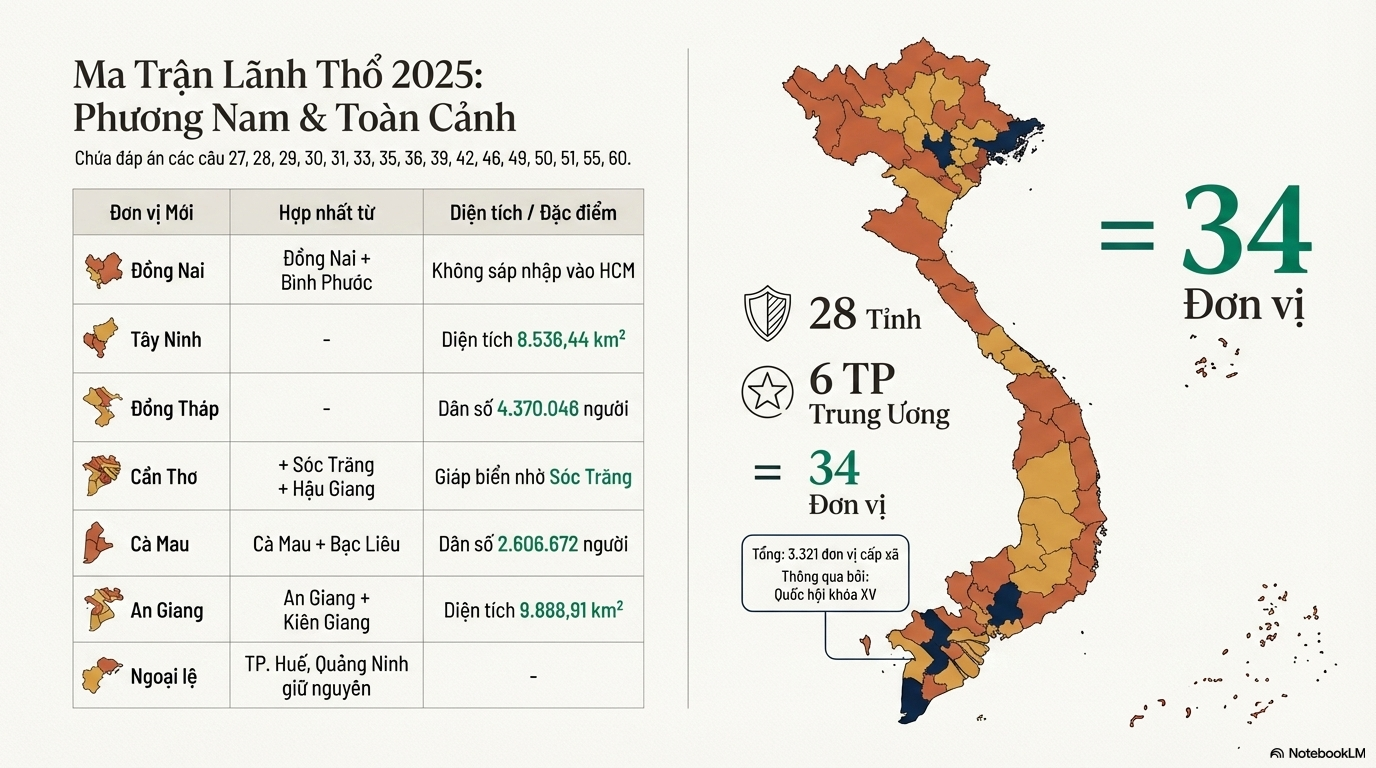 Ma Trận Lãnh Thổ 2025:
Phương Nam & Toàn Cảnh
Chứa đáp án các câu 27, 28, 29, 30, 31, 33, 35, 36, 39, 42, 46, 49, 50, 51, 55, 60.
Đơn vị Mới
Hợp nhất từ
Diện tích / Đặc điểm
Đồng Nai
Đồng Nai +
Bình Phước
Không sáp nhập vào HCM
Tây Ninh
-
Diện tích 8.536,44 km²
Đồng Tháp
-
Dân số 4.370.046 người
Cần Thơ
+ Sóc Trăng
+ Hậu Giang
Giáp biển nhờ Sóc Trăng
Cà Mau
Cà Mau + Bạc Liêu
Dân số 2.606.672 người
An Giang
An Giang +
Kiên Giang
Diện tích 9.888,91 km²
Ngoại lệ
TP. Huế, Quảng Ninh
giữ nguyên
-
28 Tỉnh
6 TP
Trung Ương
= 34
Đơn vị
Tổng: 3.321 đơn vị cấp xã
Thông qua bởi:
Quốc hội khóa XV
= 34
Đơn vị
NotebookLM